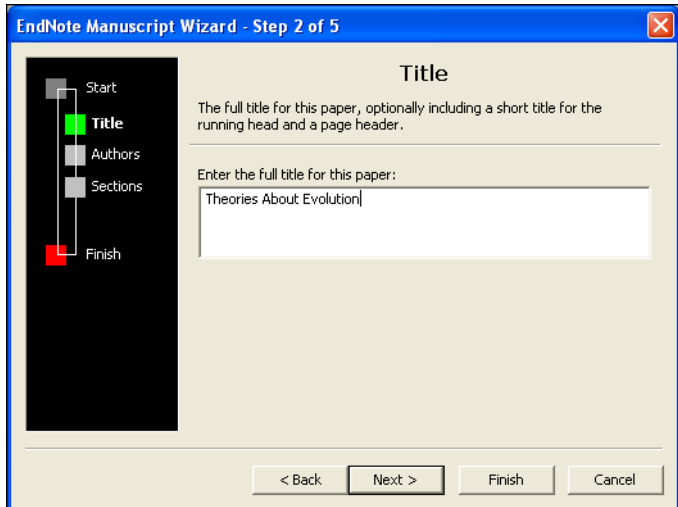 EndNote Manuscript Wizard - Step 2 of 5
Start
Title
Authors
Sections
Finish
Title
The full title for this paper, optionally including a short title for the
running head and a page header.
Enter the full title for this paper:
Theories About Evolution
< Back
Next >
Finish
Cancel